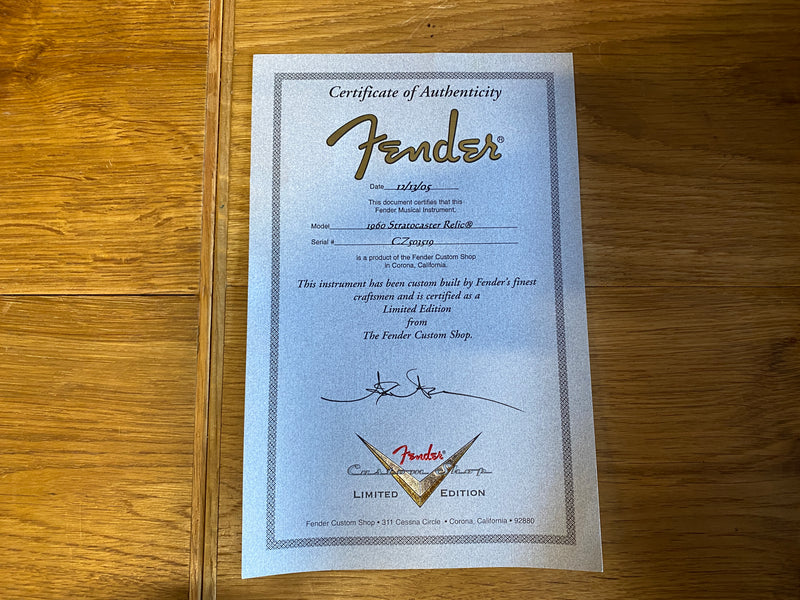 Certificate of Authenticity
Fender®
Date 12/13/05
This document certifies that this
Fender Musical Instrument,
Model 1960 Stratocaster Relic®
Serial # CZ503519
is a product of the Fender Custom Shop
in Corona, California.
This instrument has been custom built by Fender's finest
craftsmen and is certified as a
Limited Edition
from
The Fender Custom Shop.
Fender®
Custom Shop
LIMITED EDITION
Fender Custom Shop • 311 Cessna Circle • Corona, California • 92880